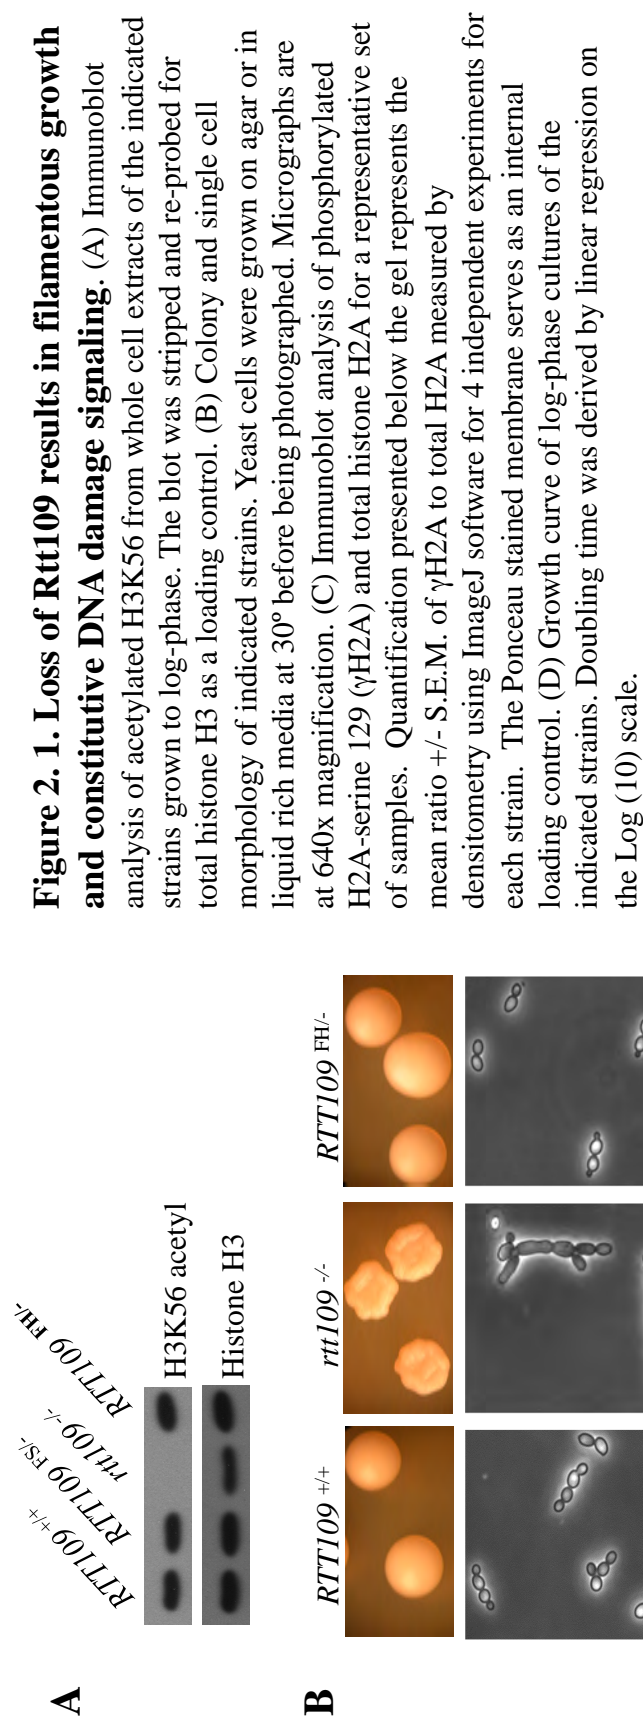 Figure 2. 1. Loss of Rtt109 results in filamentous growth
and constitutive DNA damage signaling. (A) Immunoblot
analysis of acetylated H3K56 from whole cell extracts of the indicated
strains grown to log-phase. The blot was stripped and re-probed for
total histone H3 as a loading control. (B) Colony and single cell
morphology of indicated strains. Yeast cells were grown on agar or in
liquid rich media at 30º before being photographed. Micrographs are
at 640x magnification. (C) Immunoblot analysis of phosphorylated
H2A-serine 129 (γH2A) and total histone H2A for a representative set
of samples.  Quantification presented below the gel represents the
mean ratio +/- S.E.M. of γH2A to total H2A measured by
densitometry using ImageJ software for 4 independent experiments for
each strain.  The Ponceau stained membrane serves as an internal
loading control. (D) Growth curve of log-phase cultures of the
indicated strains. Doubling time was derived by linear regression on
the Log (10) scale.
A
RTT109 +/+
RTT109 FS/-
rtt109 -/-
RTT109 FH/-
H3K56 acetyl
Histone H3
B
RTT109 +/+
rtt109 -/-
RTT109 FH/-